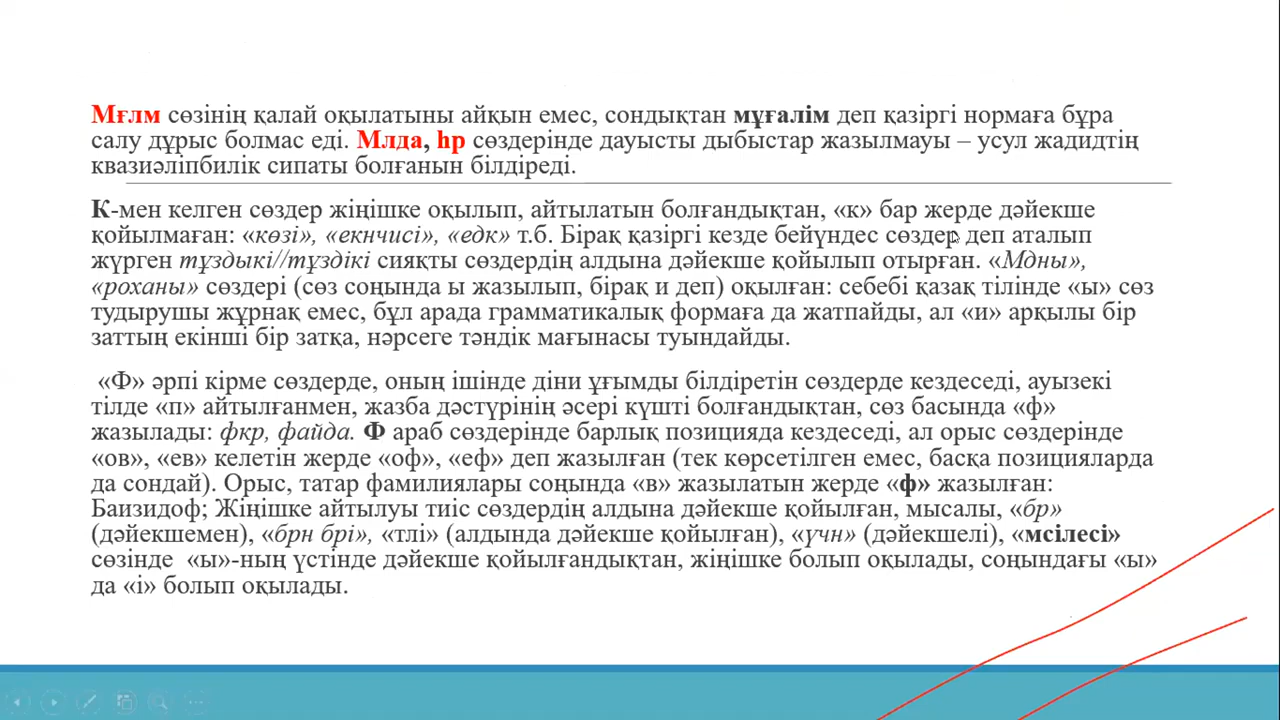 Мғлм сөзінің қалай оқылатыны айқын емес, сондықтан мұғалім деп қазіргі нормаға бұра
салу дұрыс болмас еді. Млда, һр сөздерінде дауысты дыбыстар жазылмауы – усул жадидтің
квазиәліпбилік сипаты болғанын білдіреді.
К-мен келген сөздер жіңішке оқылып, айтылатын болғандықтан, «к» бар жерде дәйекше
қойылмаған: «көзі», «екнчисі», «едк» т.б. Бірақ қазіргі кезде бейүндес сөздер деп аталып
жүрген тұздыкі//тұздікі сияқты сөздердің алдына дәйекше қойылып отырған. «Мдны»,
«роханы» сөздері (сөз соңында ы жазылып, бірақ и деп) оқылған: себебі қазақ тілінде «ы» сөз
тудырушы жұрнақ емес, бұл арада грамматикалық формаға да жатпайды, ал «и» арқылы бір
заттың екінші бір затқа, нәрсеге тәндік мағынасы туындайды.
«Ф» әрпі кірме сөздерде, оның ішінде діни ұғымды білдіретін сөздерде кездеседі, ауызекі
тілде «п» айтылғанмен, жазба дәстүрінің әсері күшті болғандықтан, сөз басында «ф»
жазылады: фкр, файда. Ф араб сөздерінде барлық позицияда кездеседі, ал орыс сөздерінде
«ов», «ев» келетін жерде «оф», «еф» деп жазылған (тек көрсетілген емес, басқа позицияларда
да сондай). Орыс, татар фамилиялары соңында «в» жазылатын жерде «ф» жазылған:
Баизидоф; Жіңішке айтылуы тиіс сөздердің алдына дәйекше қойылған, мысалы, «бр»
(дәйекшемен), «брн брі», «тлі» (алдында дәйекше қойылған), «үчн» (дәйекшелі), «мсілесі»
сөзінде «ы»-ның үстінде дәйекше қойылғандықтан, жіңішке болып оқылады, соңындағы «ы»
да «і» болып оқылады.